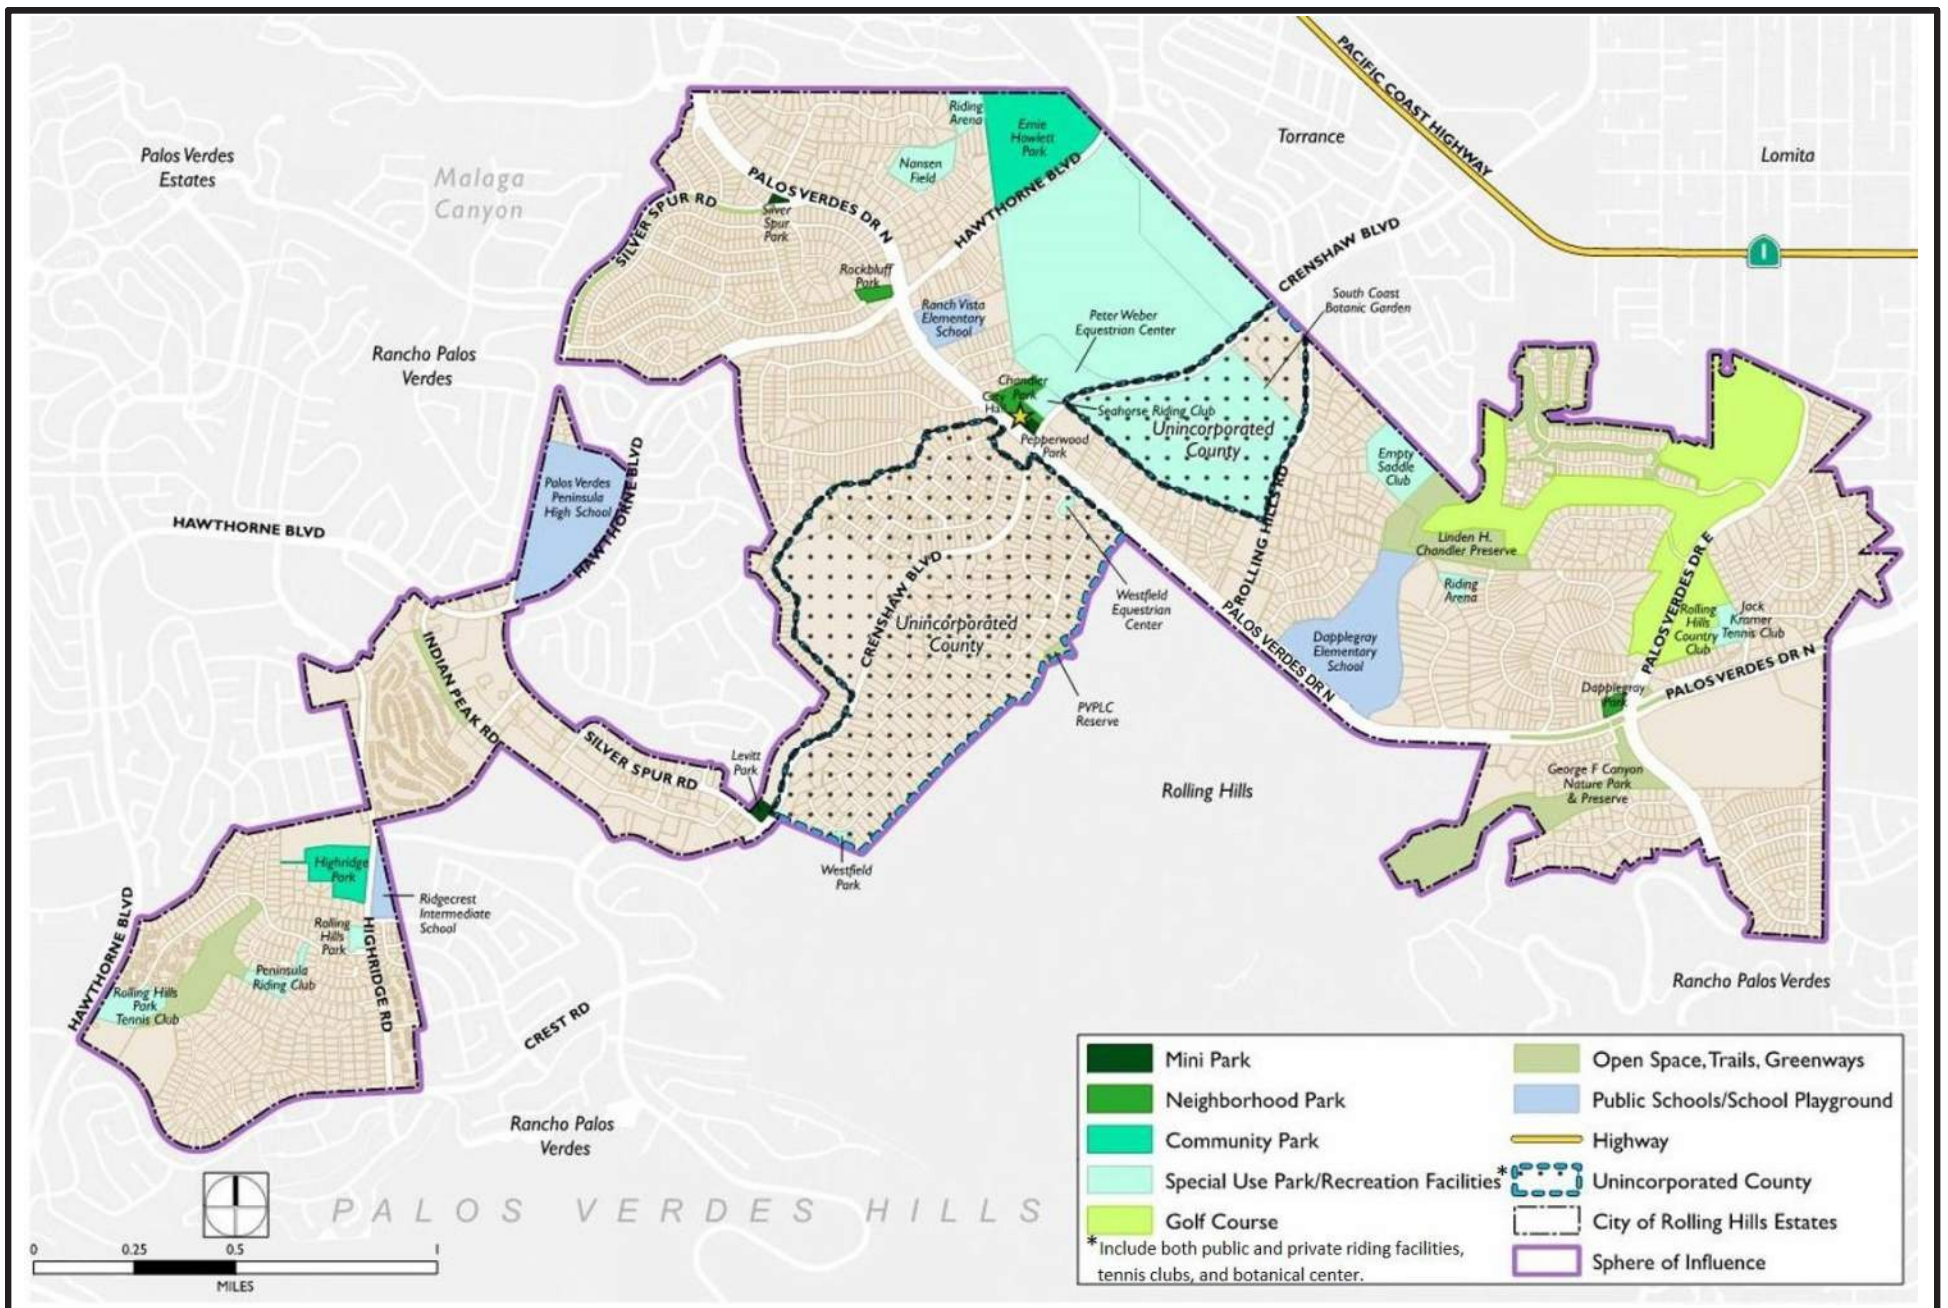 PACIFIC COAST HIGHWAY
Torrance
Lomita
1
Palos Verdes
Estates
Malaga
Canyon
Riding
Arena
Ernie
Howlett
Park
Nansen
Field
PALOS VERDES DR N
HAWTHORNE BLVD
SILVER SPUR RD
Silver
Spur
Park
CRENSHAW BLVD
Rockbluff
Park
Ranch Vista
Elementary
School
South Coast
Botanic Garden
Peter Weber
Equestrian Center
Rancho Palos
Verdes
Chandler
Park
City
Seahorse Riding Club
Unincorporated
County
Pepperwood
Park
Empty
Saddle
Club
Palos Verdes
Peninsula
High School
HAWTHORNE BLVD
HAWTHORNE BLVD
ROLLING HILLS RD
Linden H.
Chandler Preserve
PALOS VERDES DR E
CRENSHAW BLVD
Riding
Arena
Westfield
Equestrian
Center
Unincorporated
County
Rolling
Hills
Country
Club
Jack
Kramer
Tennis Club
Dapplegray
Elementary
School
PALOS VERDES DR N
PALOS VERDES DR N
INDIAN PEAK RD
Dapplegray
Park
PVPLC
Reserve
SILVER SPUR RD
Levitt
Park
Rolling Hills
George F Canyon
Nature Park
& Preserve
Highridge
Park
Westfield
Park
Ridgecrest
Intermediate
School
HAWTHORNE BLVD
Rolling
Hills
Park
HIGHRIDGE RD
Peninsula
Riding Club
Rolling Hills
Park
Tennis Club
CREST RD
Rancho Palos Verdes
Rancho Palos
Verdes
PALOS VERDES HILLS
0 0.25 0.5 1
MILES
Mini Park
Neighborhood Park
Community Park
Special Use Park/Recreation Facilities*
Golf Course
*Include both public and private riding facilities,
tennis clubs, and botanical center.
Open Space, Trails, Greenways
Public Schools/School Playground
Highway
Unincorporated County
City of Rolling Hills Estates
Sphere of Influence